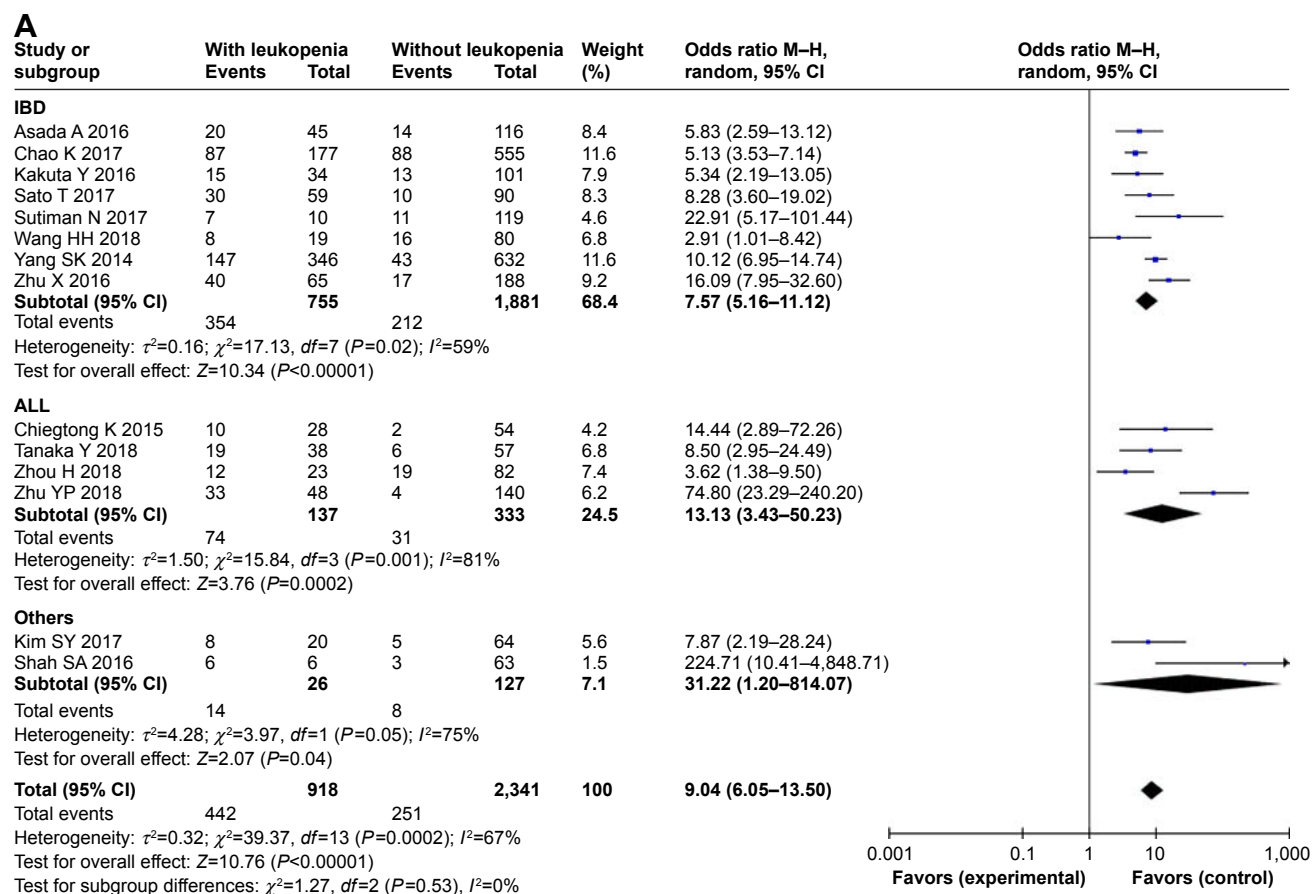 A
Study or subgroup With leukopenia Events Total Without leukopenia Events Total Weight (%) Odds ratio M–H, random, 95% CI Odds ratio M–H, random, 95% CI
IBD
Asada A 2016 20 45 14 116 8.4 5.83 (2.59–13.12)
Chao K 2017 87 177 88 555 11.6 5.13 (3.53–7.14)
Kakuta Y 2016 15 34 13 101 7.9 5.34 (2.19–13.05)
Sato T 2017 30 59 10 90 8.3 8.28 (3.60–19.02)
Sutiman N 2017 7 10 11 119 4.6 22.91 (5.17–101.44)
Wang HH 2018 8 19 16 80 6.8 2.91 (1.01–8.42)
Yang SK 2014 147 346 43 632 11.6 10.12 (6.95–14.74)
Zhu X 2016 40 65 17 188 9.2 16.09 (7.95–32.60)
Subtotal (95% CI) 755 1,881 68.4 7.57 (5.16–11.12)
Total events 354 212
Heterogeneity: τ²=0.16; χ²=17.13, df=7 (P=0.02); I²=59%
Test for overall effect: Z=10.34 (P<0.00001)
ALL
Chiegtong K 2015 10 28 2 54 4.2 14.44 (2.89–72.26)
Tanaka Y 2018 19 38 6 57 6.8 8.50 (2.95–24.49)
Zhou H 2018 12 23 19 82 7.4 3.62 (1.38–9.50)
Zhu YP 2018 33 48 4 140 6.2 74.80 (23.29–240.20)
Subtotal (95% CI) 137 333 24.5 13.13 (3.43–50.23)
Total events 74 31
Heterogeneity: τ²=1.50; χ²=15.84, df=3 (P=0.001); I²=81%
Test for overall effect: Z=3.76 (P=0.0002)
Others
Kim SY 2017 8 20 5 64 5.6 7.87 (2.19–28.24)
Shah SA 2016 6 6 3 63 1.5 224.71 (10.41–4,848.71)
Subtotal (95% CI) 26 127 7.1 31.22 (1.20–814.07)
Total events 14 8
Heterogeneity: τ²=4.28; χ²=3.97, df=1 (P=0.05); I²=75%
Test for overall effect: Z=2.07 (P=0.04)
Total (95% CI) 918 2,341 100 9.04 (6.05–13.50)
Total events 442 251
Heterogeneity: τ²=0.32; χ²=39.37, df=13 (P=0.0002); I²=67%
Test for overall effect: Z=10.76 (P<0.00001)
Test for subgroup differences: χ²=1.27, df=2 (P=0.53), I²=0%
0.001 0.1 1 10 1,000
Favors (experimental) Favors (control)